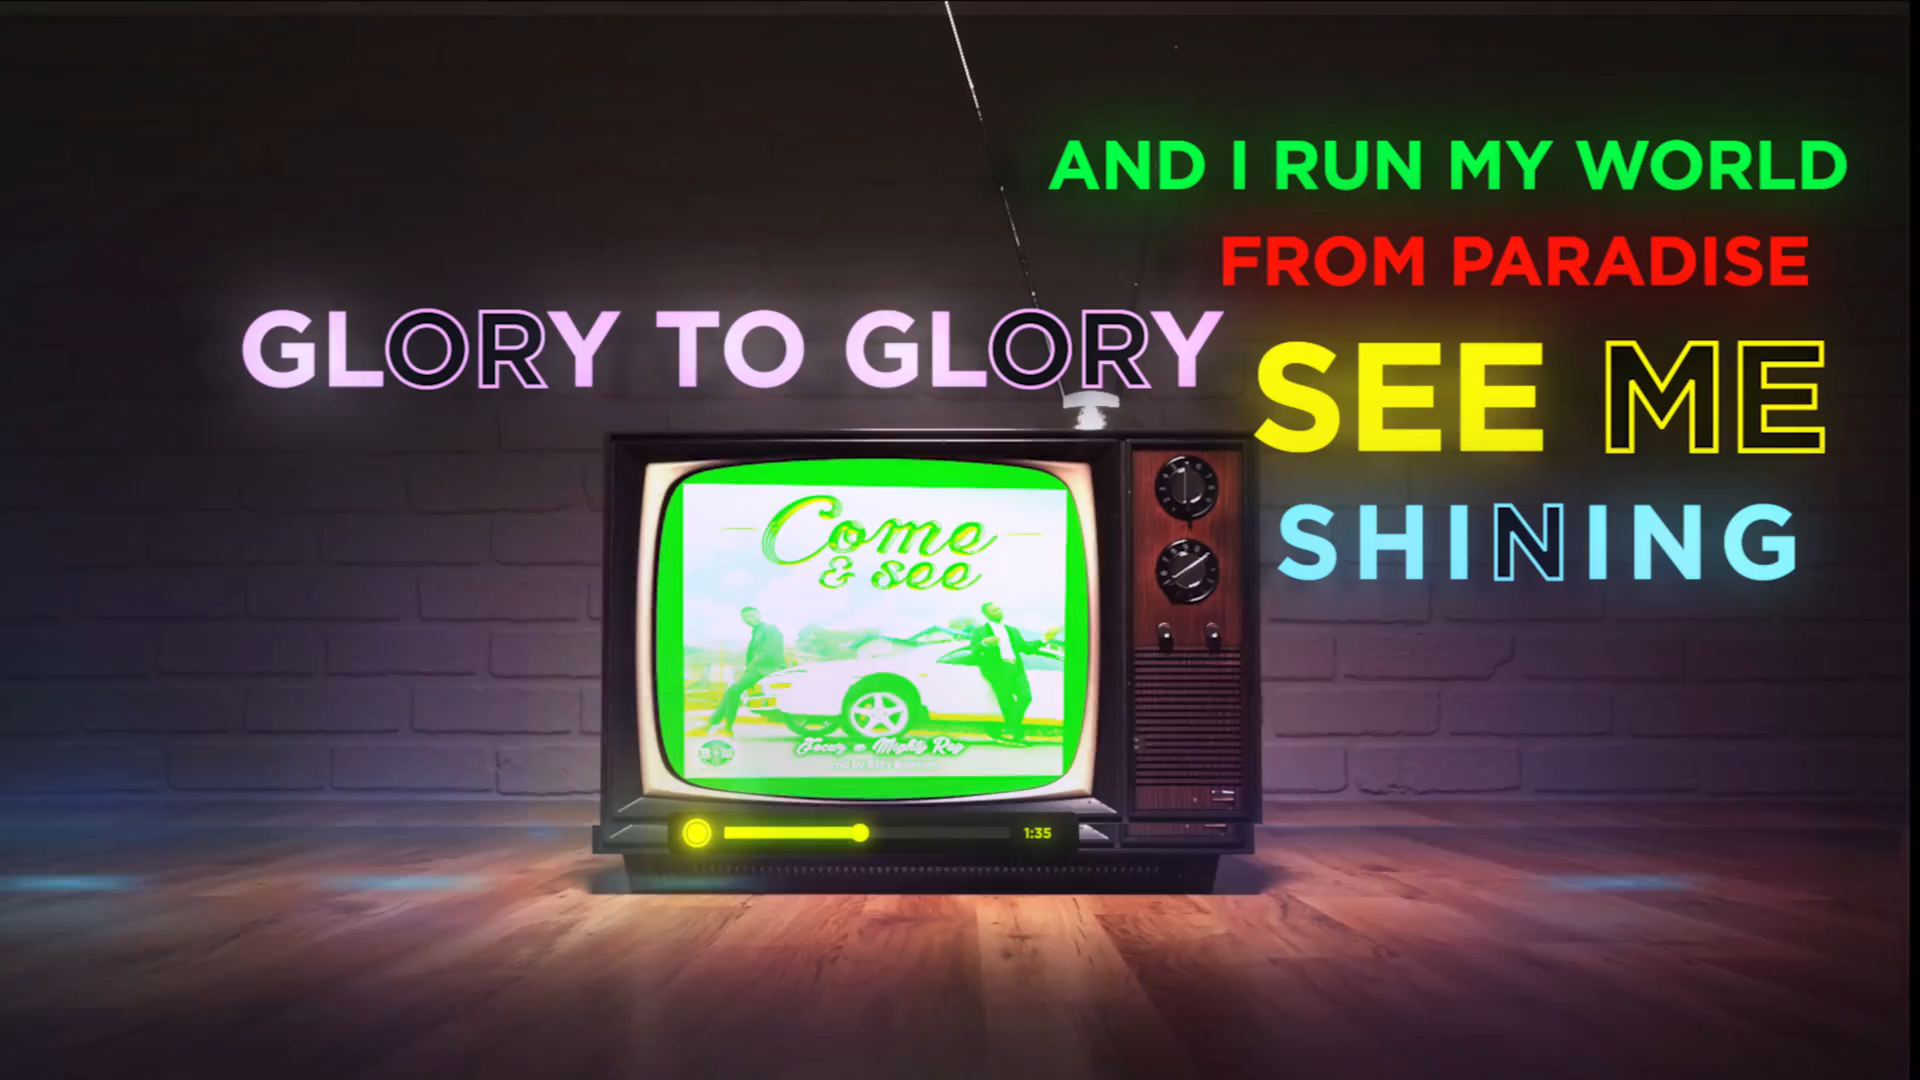 AND I RUN MY WORLD
FROM PARADISE
GLORY TO GLORY
SEE ME
SHINING
Come
& see
1:35